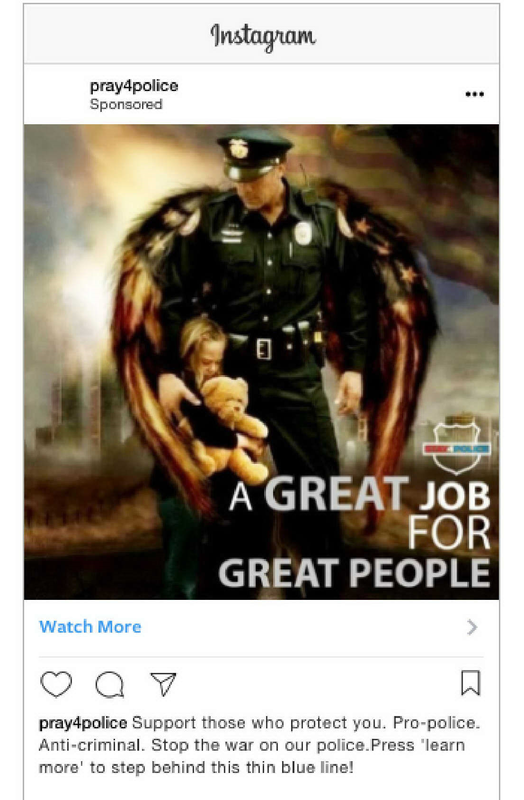 Instagram
pray4police
Sponsored
A GREAT JOB
FOR
GREAT PEOPLE
Watch More
pray4police Support those who protect you. Pro-police.
Anti-criminal. Stop the war on our police.Press 'learn
more' to step behind this thin blue line!